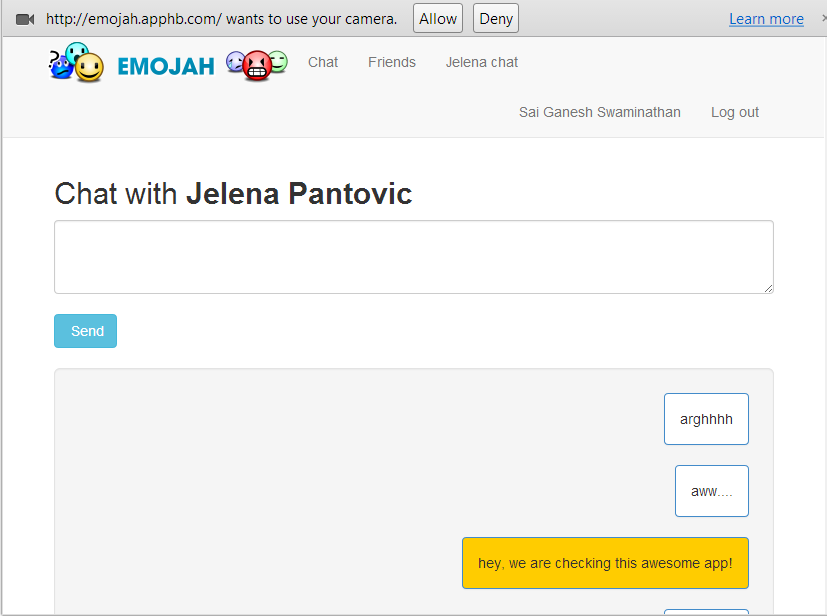 http://emojah.apphb.com/ wants to use your camera. Allow Deny Learn more
EMOJAH Chat Friends Jelena chat
Sai Ganesh Swaminathan Log out
Chat with Jelena Pantovic
Send
arghhhh
aww....
hey, we are checking this awesome app!